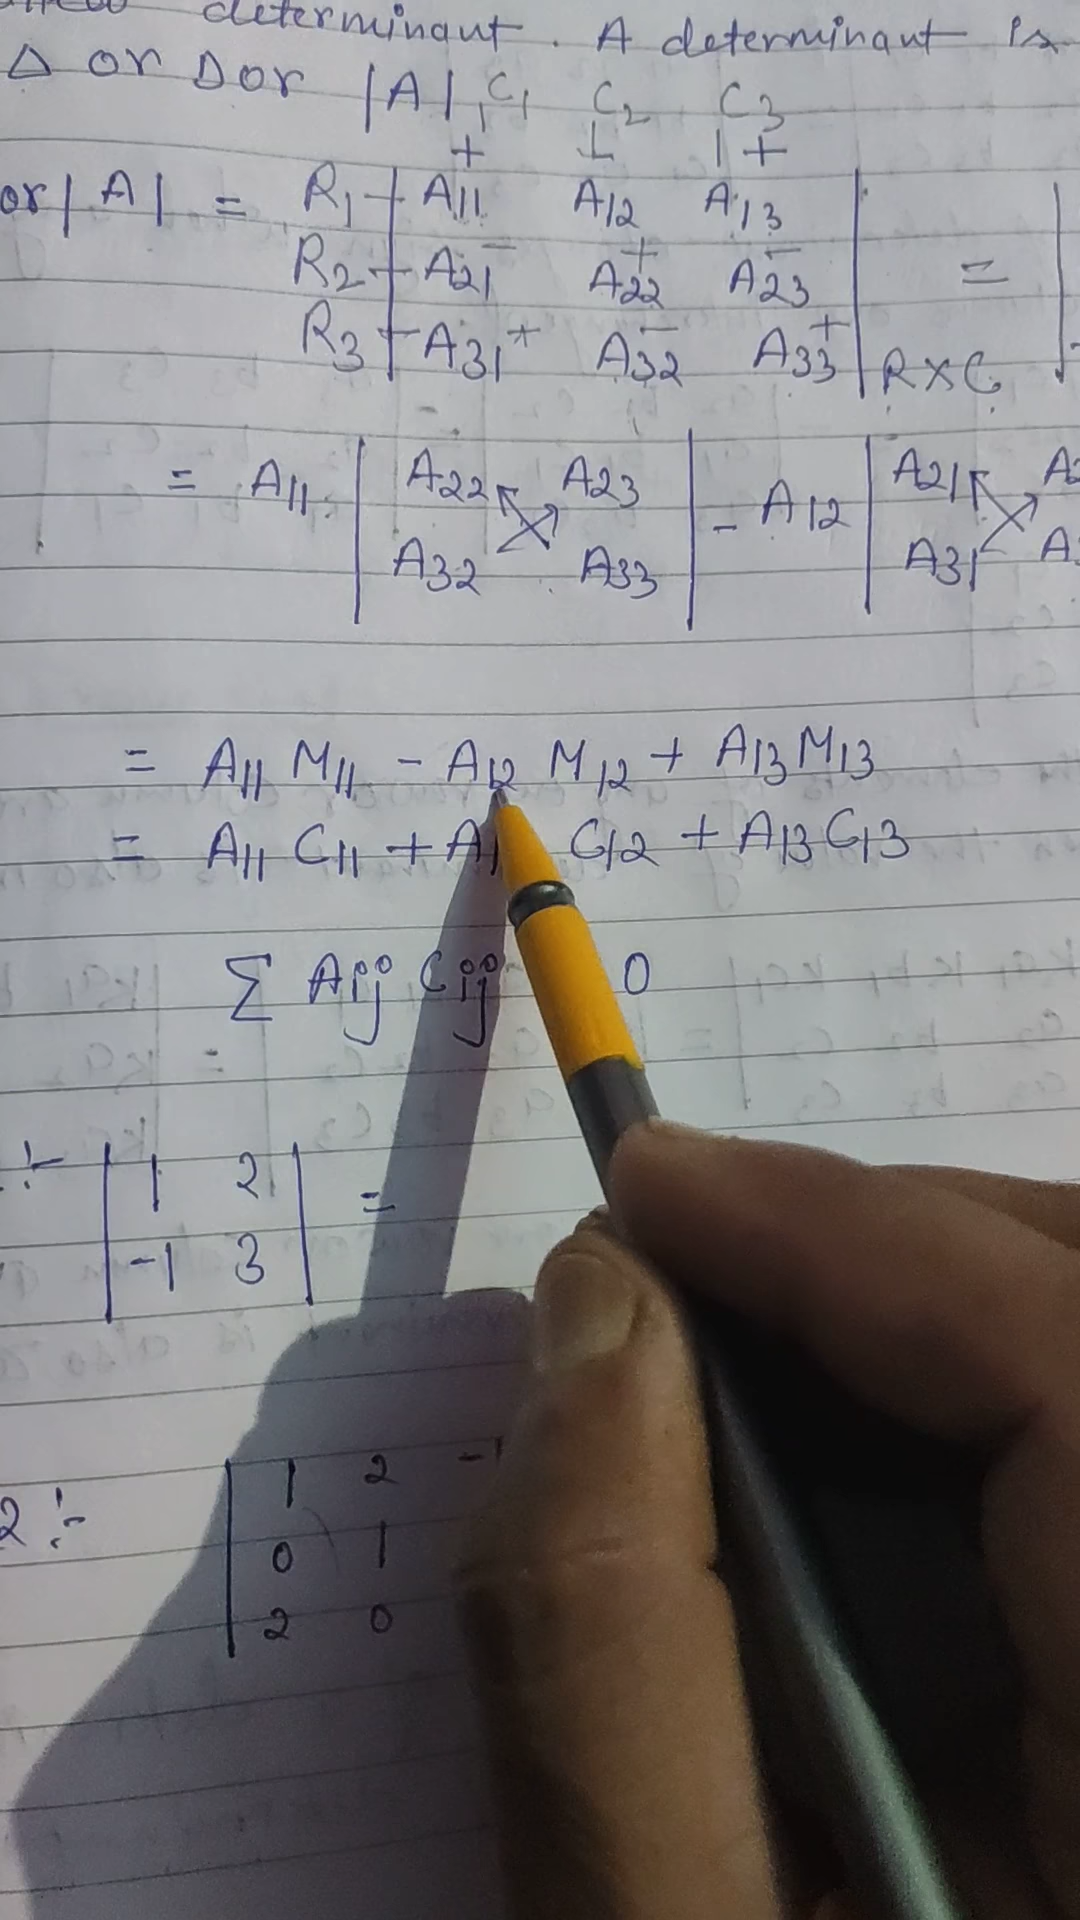 determinant. A determinant is
Δ or D or |A| C1 C2 C3
+ - +
or |A| = R1 A11 A12 A13
R2 A21 - A22 + A23 - =
R3 A31 + A32 - A33 + R×C
= A11 | A22 A23 | - A12 | A21
A32 A33 A31
= A11 M11 - A12 M12 + A13 M13
= A11 C11 + A C12 + A13 C13
Σ Aij Cij 0
:- | 1 2 | =
-1 3
2 :- 1 2 -1
0 1
2 0